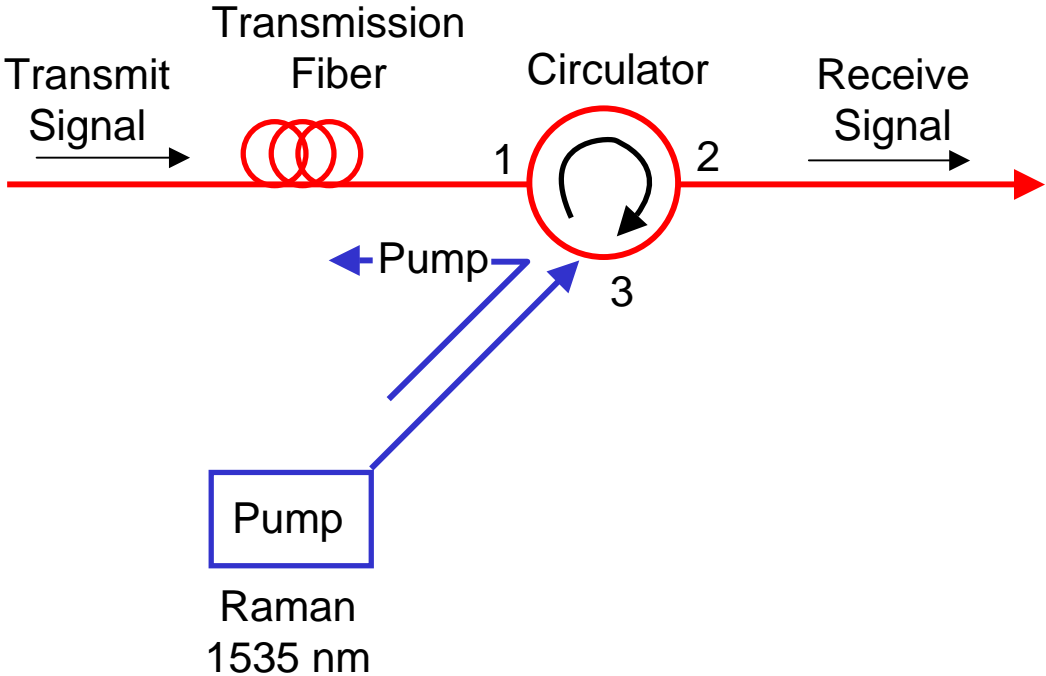 Transmission
Fiber
Transmit
Signal
Circulator
Receive
Signal
1
2
Pump
3
Pump
Raman
1535 nm